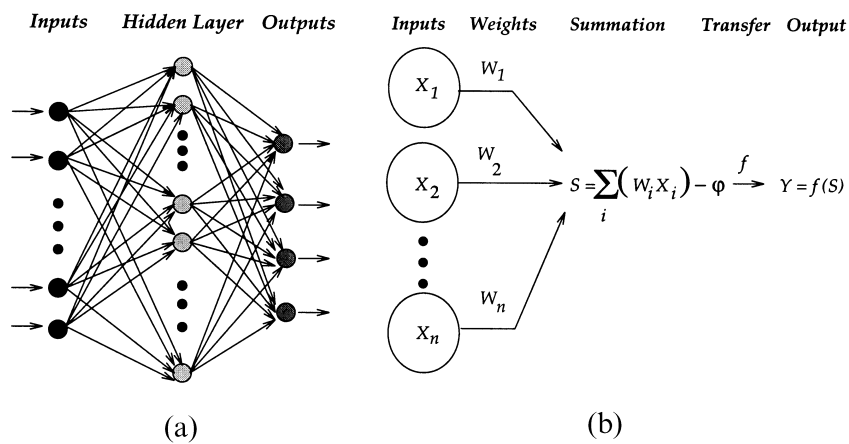 Inputs Hidden Layer Outputs
(a)
Inputs Weights Summation Transfer Output
X1
W1
X2
W2
S = ∑i (WiXi) − φ f → Y = f(S)
Wn
Xn
(b)